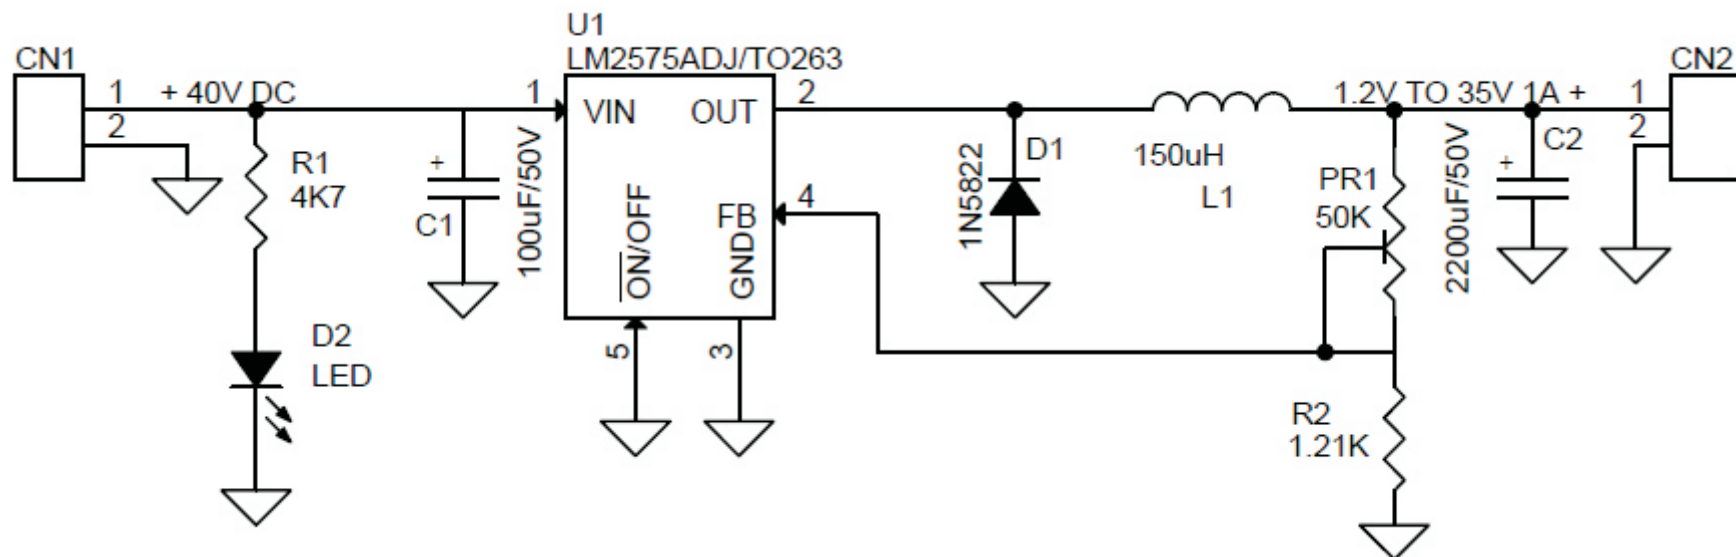 U1
LM2575ADJ/TO263
CN1
CN2
1
+ 40V DC
1
VIN
OUT
2
1.2V TO 35V 1A +
1
2
2
R1
4K7
+
C1
100uF/50V
ON/OFF
FB
GND
4
5
3
D1
1N5822
150uH
L1
PR1
50K
+
C2
2200uF/50V
D2
LED
R2
1.21K